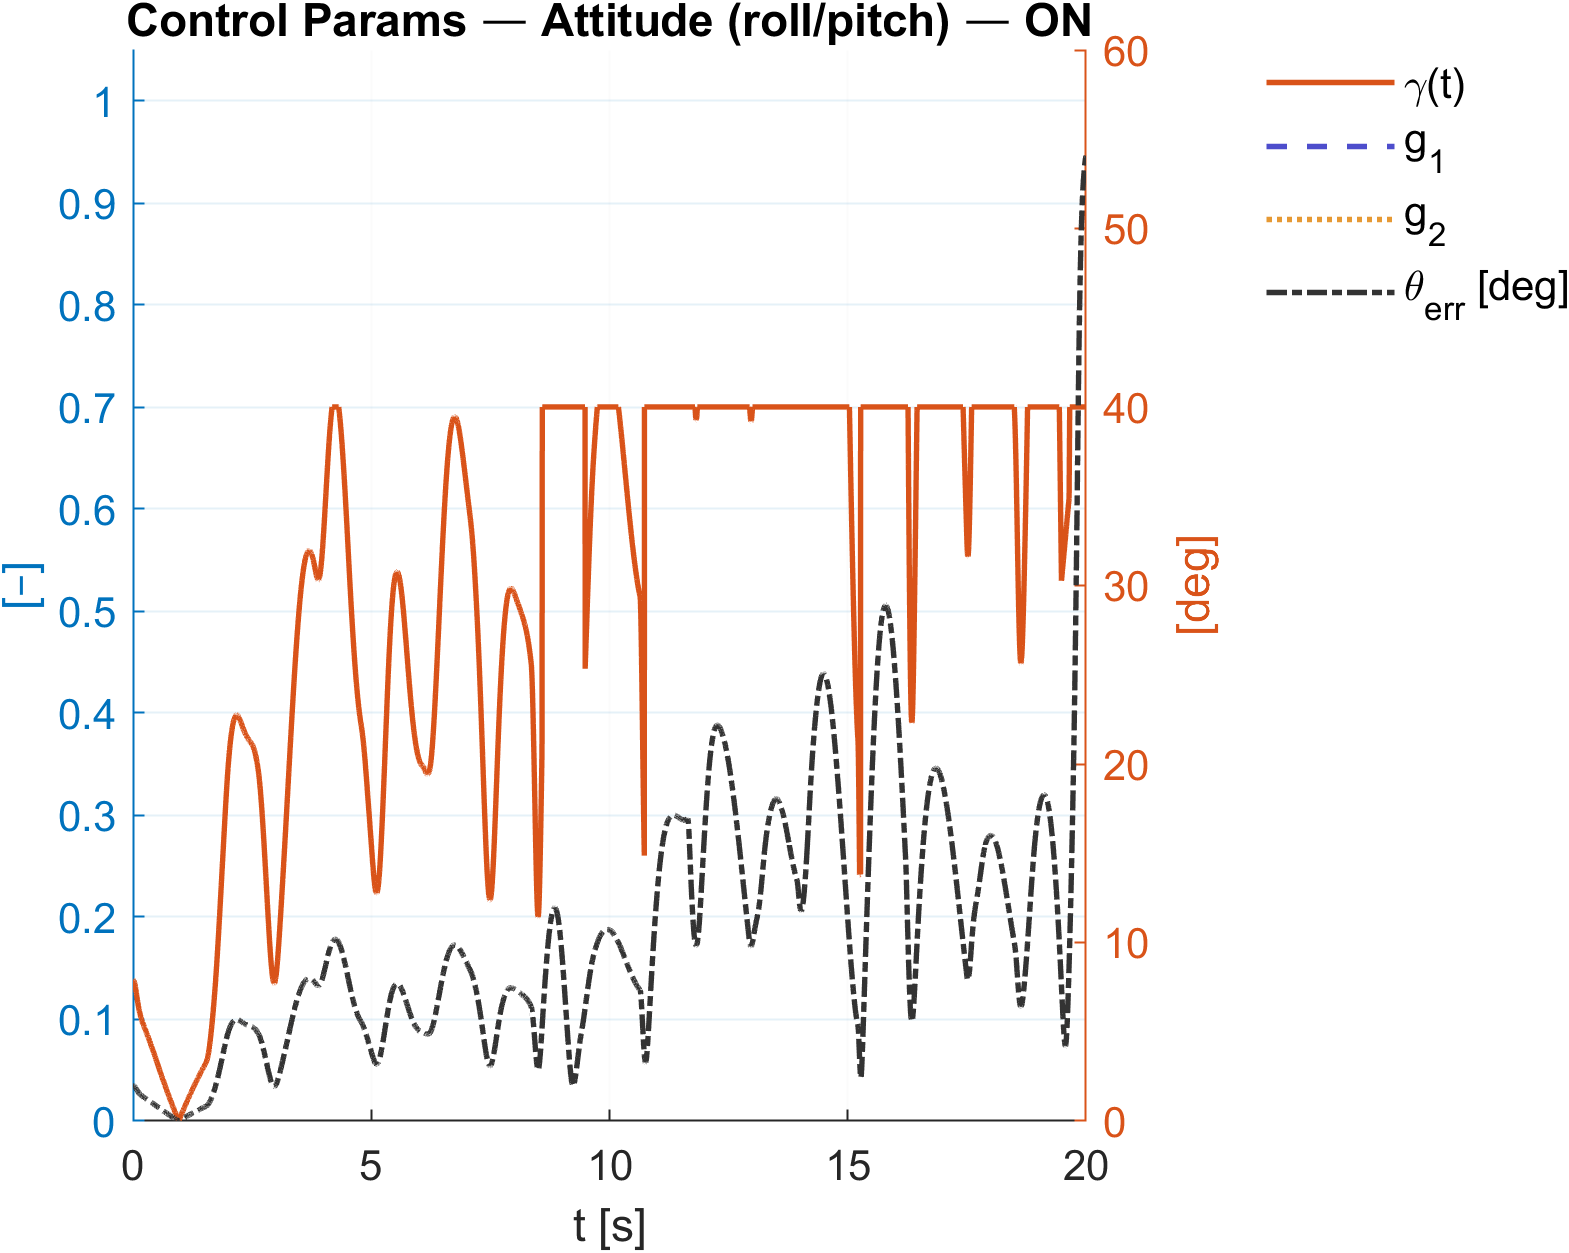 Control Params — Attitude (roll/pitch) — ON
1
0.9
0.8
0.7
0.6
0.5
0.4
0.3
0.2
0.1
0
[−]
60
50
40
30
20
10
0
[deg]
0 5 10 15 20
t [s]
γ(t)
g1
g2
θerr [deg]